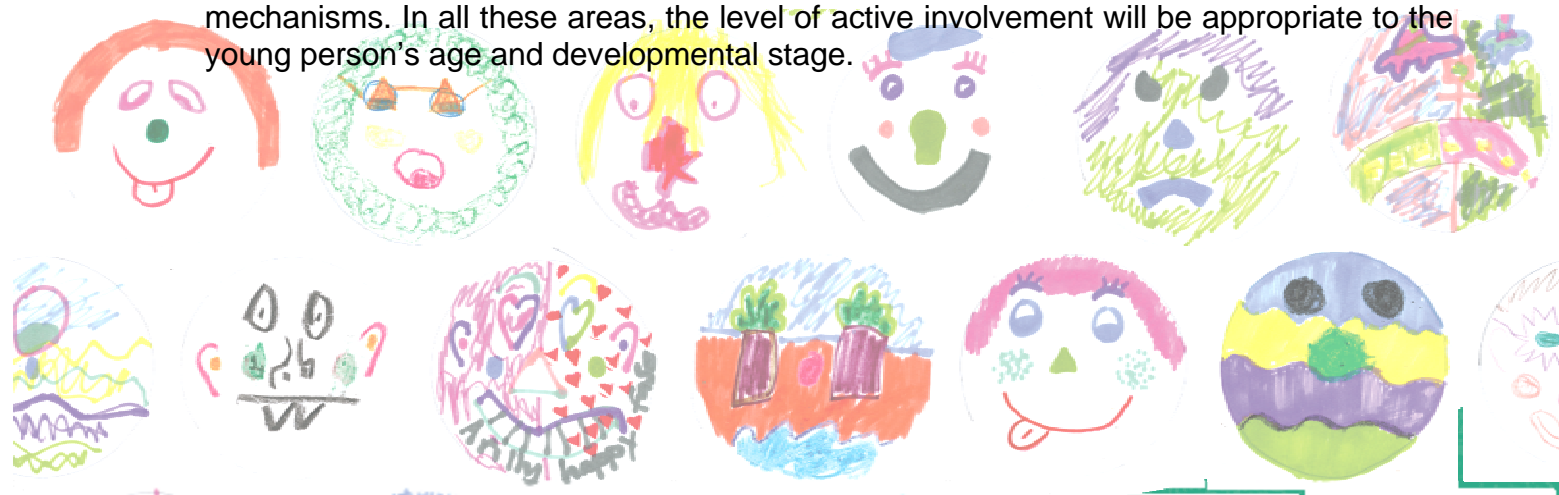 mechanisms. In all these areas, the level of active involvement will be appropriate to the
young person’s age and developmental stage.
happy